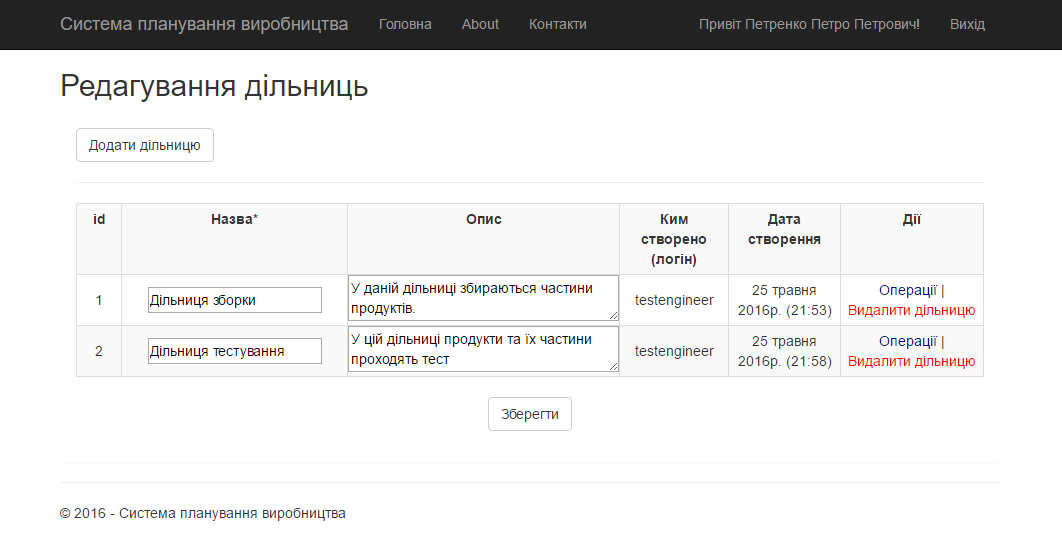 Система планування виробництва Головна About Контакти Привіт Петренко Петро Петрович! Вихід
Редагування дільниць
Додати дільницю
id Назва* Опис Ким створено (логін) Дата створення Дії
1 Дільниця зборки У даній дільниці збираються частини продуктів. testengineer 25 травня 2016р. (21:53) Операції | Видалити дільницю
2 Дільниця тестування У цій дільниці продукти та їх частини проходять тест testengineer 25 травня 2016р. (21:58) Операції | Видалити дільницю
Зберегти
© 2016 - Система планування виробництва